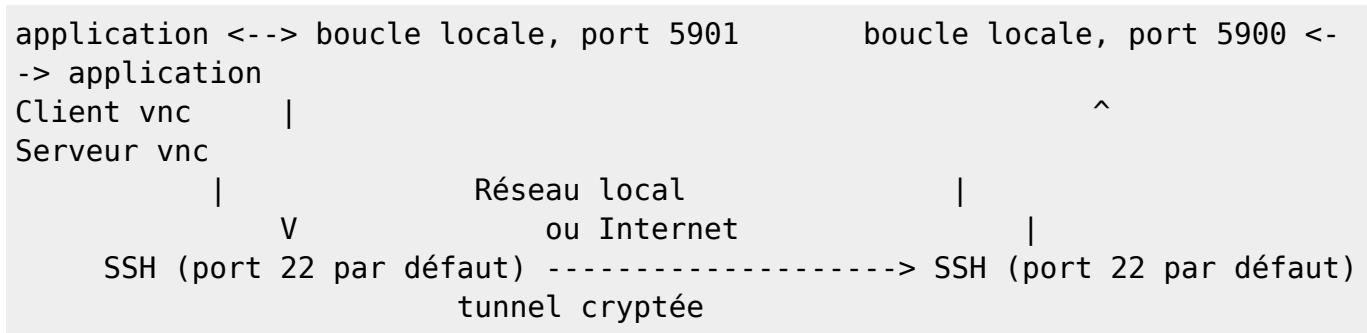 application <--> boucle locale, port 5901        boucle locale, port 5900 <-
-> application
Client vnc     |                                              ^
Serveur vnc
           |              Réseau local               |
               V              ou Internet                |
     SSH (port 22 par défaut) --------------------> SSH (port 22 par défaut)
                         tunnel cryptée